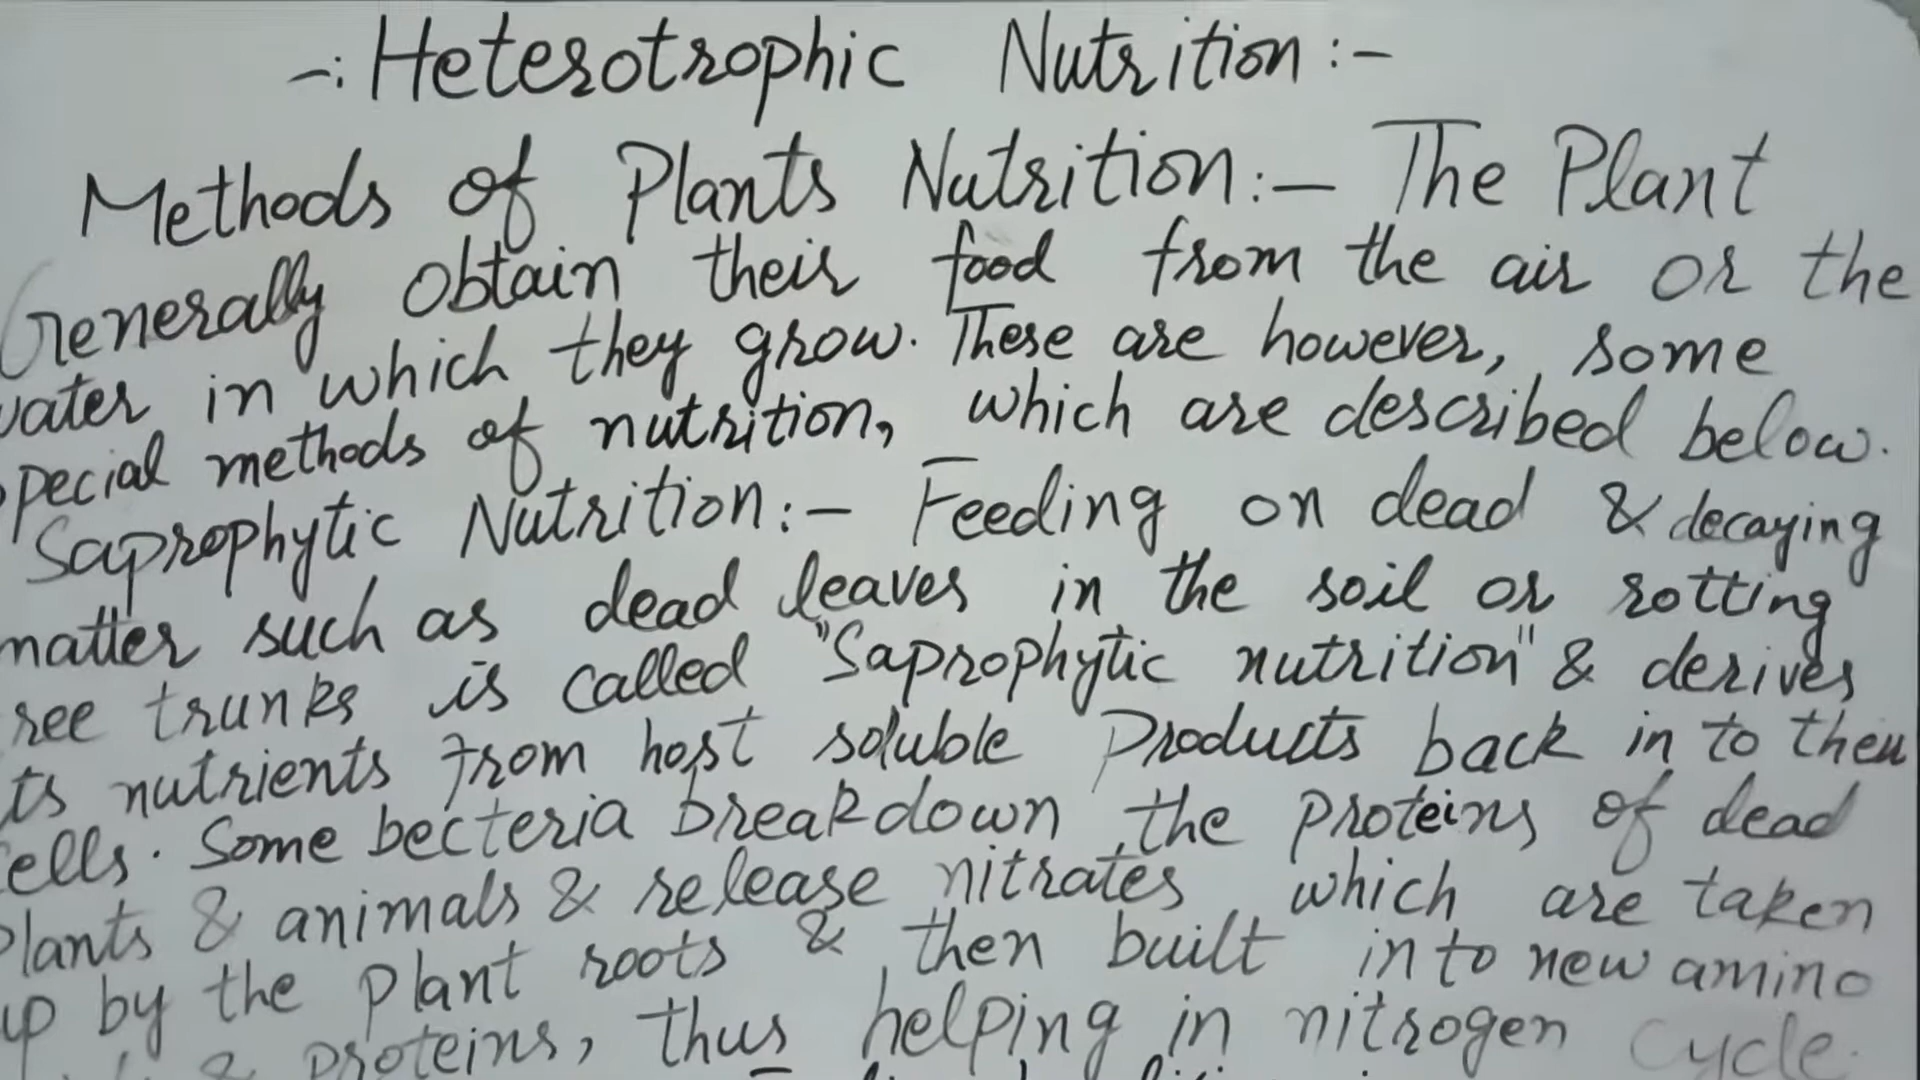 -: Heterotrophic Nutrition :-
Methods of Plants Nutrition:- The Plant
Generally obtain their food from the air or the
water in which they grow. These are however, some
special methods of nutrition, which are described below.
Saprophytic Nutrition:- Feeding on dead & decaying
matter such as dead leaves in the soil or rotting
ree trunks is called "Saprophytic nutrition" & derives
ts nutrients from host soluble Products back in to their
cells. Some becteria breakdown the proteins of dead
Plants & animals & release nitrates which are taken
up by the plant roots & then built in to new amino
& proteins, thus helping in nitrogen cycle.